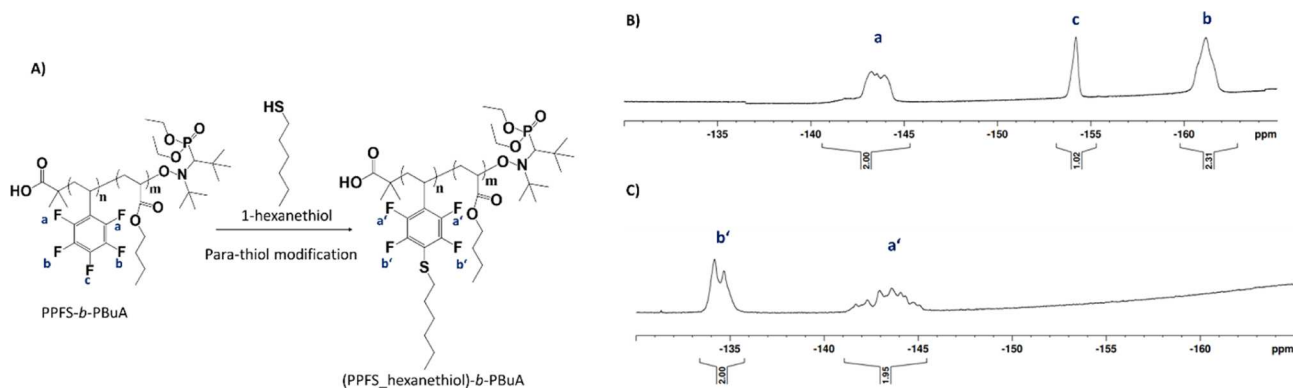 A)
HS
O
O
P
O
O
N
O
HO
n
m
O
O
a
F
F
a
b
F
F
b
F
c
PPFS-b-PBuA
1-hexanethiol
Para-thiol modification
O
O
P
O
O
N
O
HO
n
m
O
O
a'
F
F
a'
b'
F
F
b'
S
(PPFS_hexanethiol)-b-PBuA
B)
a
c
b
-135 -140 -145 -150 -155 -160 ppm
2.00
1.02
2.31
C)
b'
a'
-135 -140 -145 -150 -155 -160 ppm
2.00
1.95